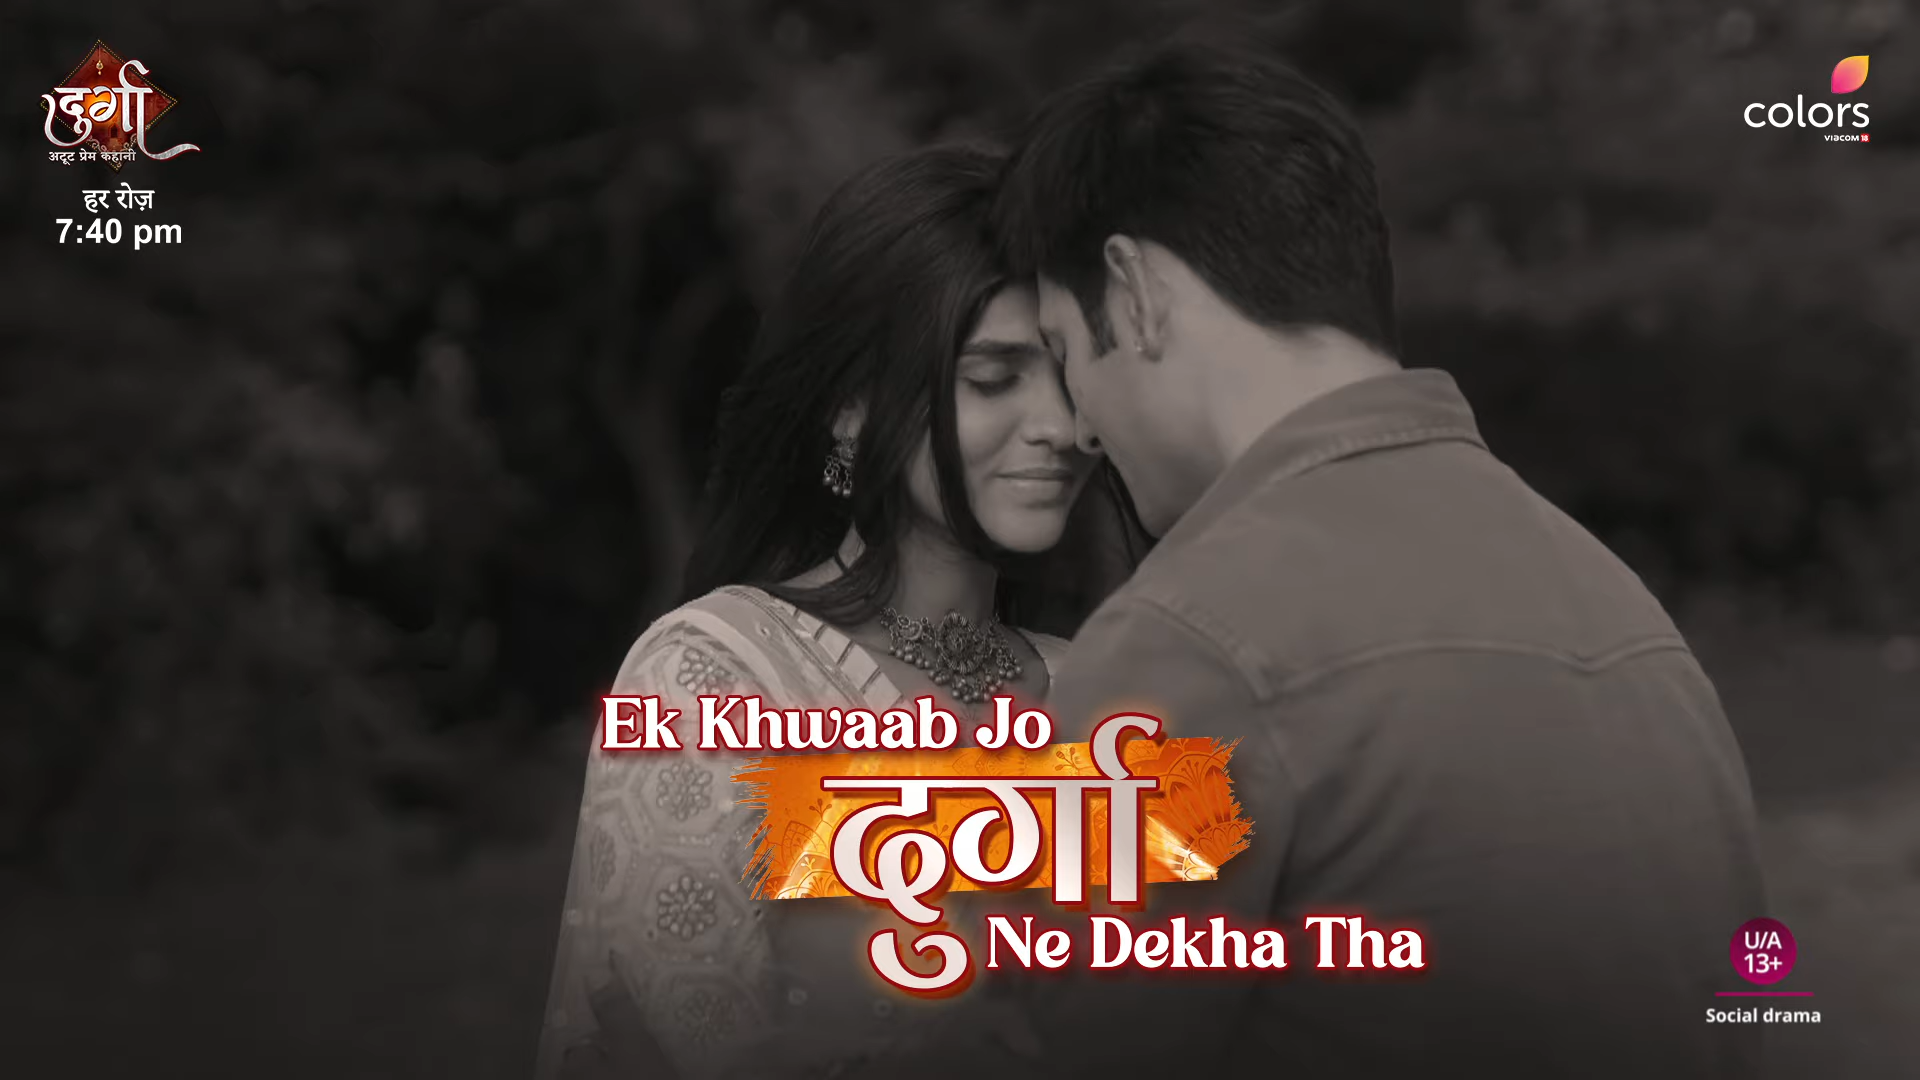 दुर्गा
अटूट प्रेम कहानी
हर रोज़
7:40 pm
colors
VIACOM18
Ek Khwaab Jo
दुर्गा
Ne Dekha Tha
U/A
13+
Social drama